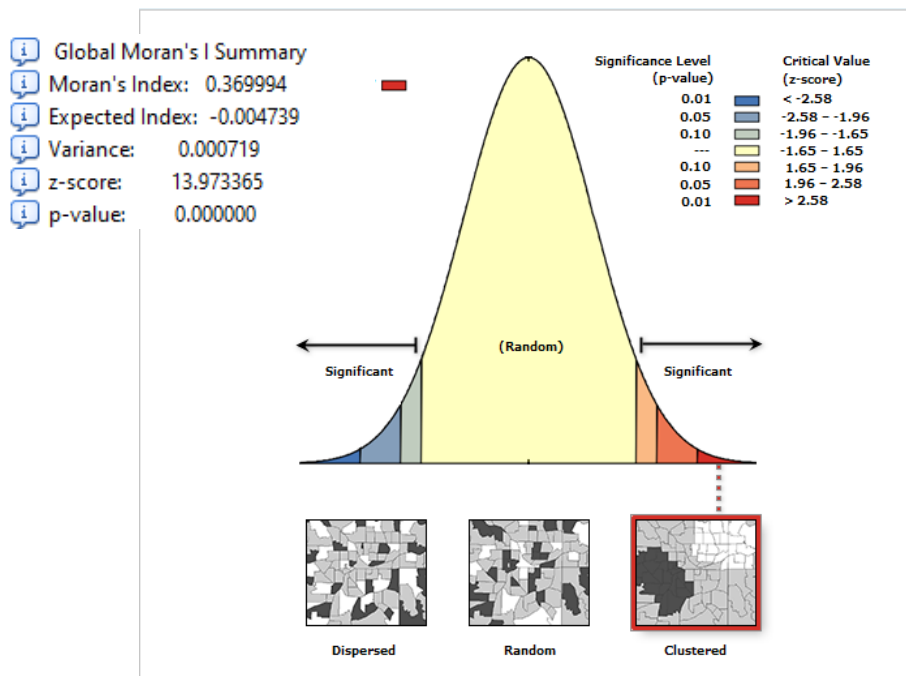 Global Moran's I Summary
Moran's Index: 0.369994
Expected Index: -0.004739
Variance: 0.000719
z-score: 13.973365
p-value: 0.000000
Significance Level Critical Value
(p-value) (z-score)
0.01 < -2.58
0.05 -2.58 – -1.96
0.10 -1.96 – -1.65
--- -1.65 – 1.65
0.10 1.65 – 1.96
0.05 1.96 – 2.58
0.01 > 2.58
(Random)
Significant Significant
Dispersed Random Clustered